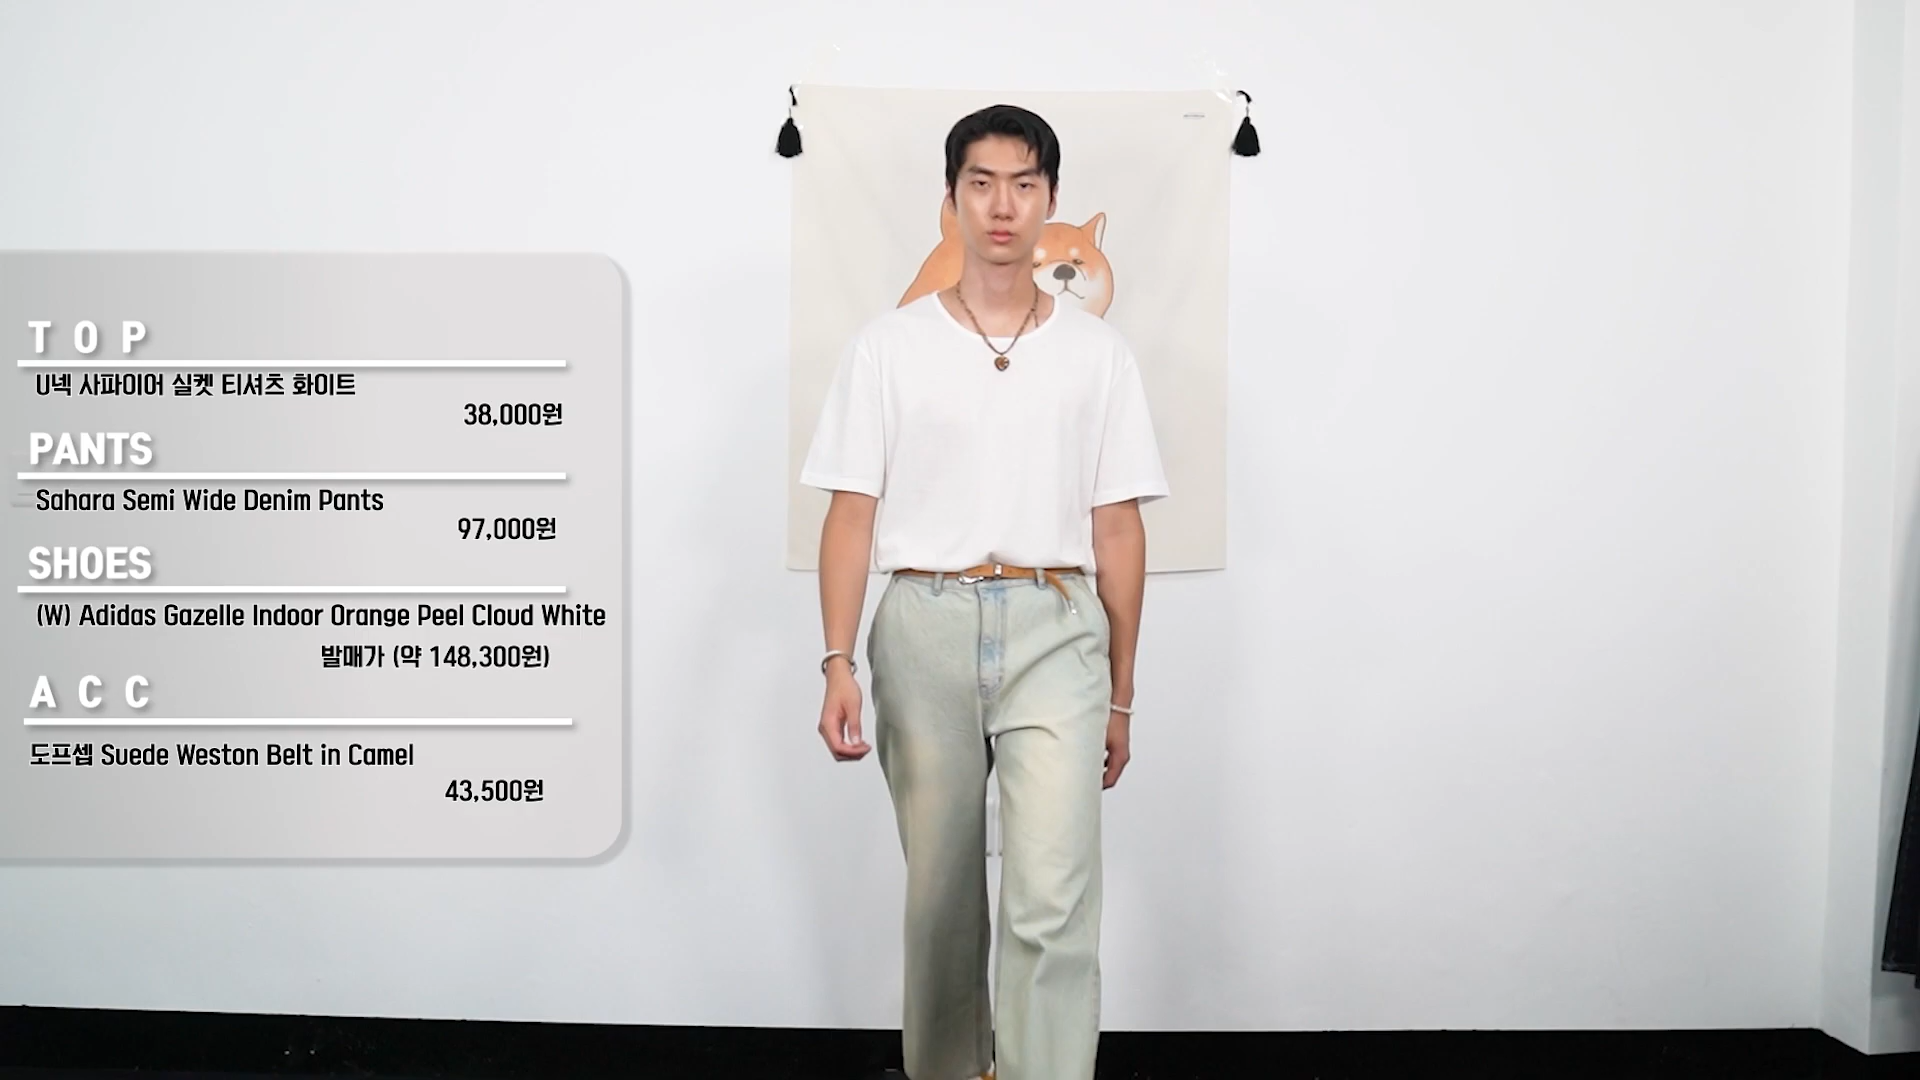 TOP
U넥 사파이어 실켓 티셔츠 화이트
38,000원
PANTS
Sahara Semi Wide Denim Pants
97,000원
SHOES
(W) Adidas Gazelle Indoor Orange Peel Cloud White
발매가 (약 148,300원)
ACC
도프셉 Suede Weston Belt in Camel
43,500원